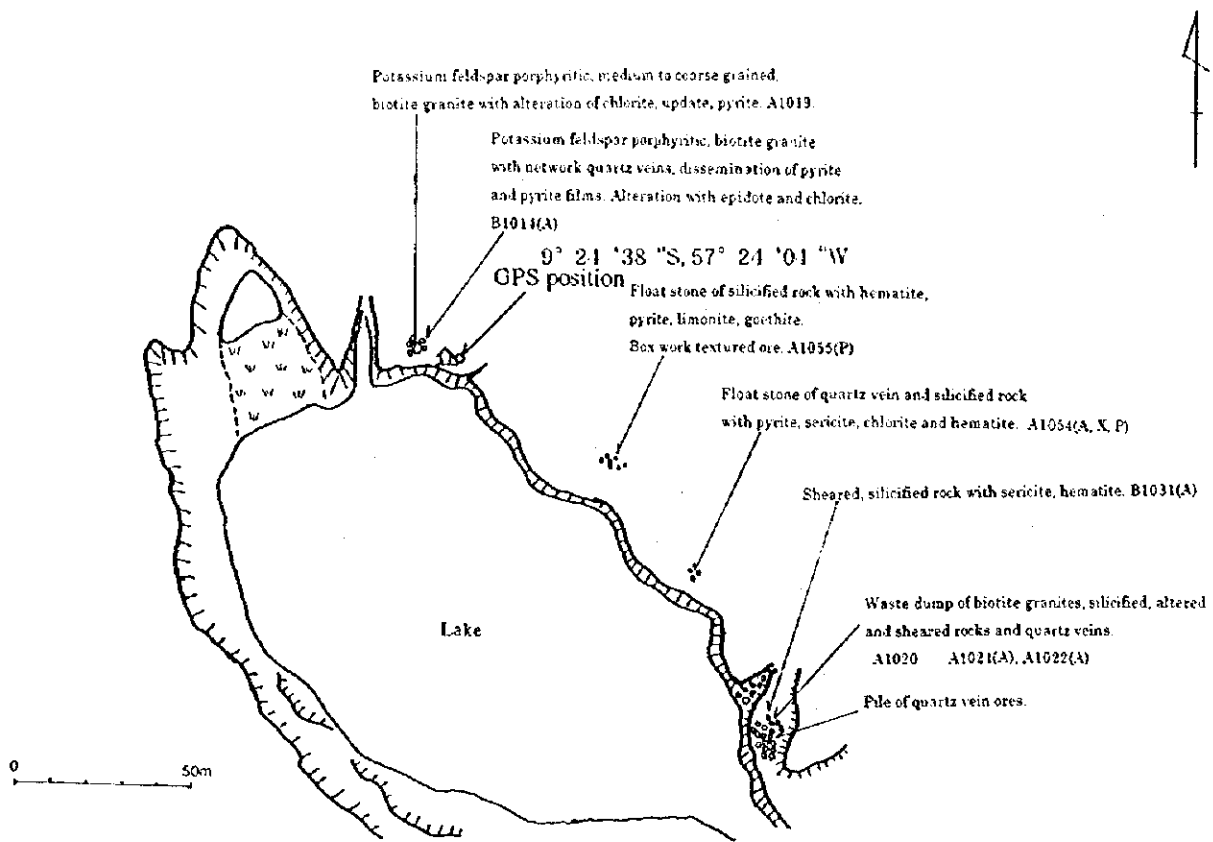 Potassium feldspar porphyritic, medium to coarse grained,
biotite granite with alteration of chlorite, update, pyrite. A1019.
Potassium feldspar porphyritic, biotite granite
with network quartz veins, dissemination of pyrite
and pyrite films. Alteration with epidote and chlorite.
B1014(A)
9° 24 '38 "S, 57° 24 '04 "W
GPS position
Float stone of silicified rock with hematite,
pyrite, limonite, goethite.
Box work textured ore. A1055(P)
Float stone of quartz vein and silicified rock
with pyrite, sericite, chlorite and hematite. A1054(A, X, P)
Sheared, silicified rock with sericite, hematite. B1031(A)
Waste dump of biotite granites, silicified, altered
and sheared rocks and quartz veins.
A1020 A1021(A), A1022(A)
Pile of quartz vein ores.
Lake
0 50m